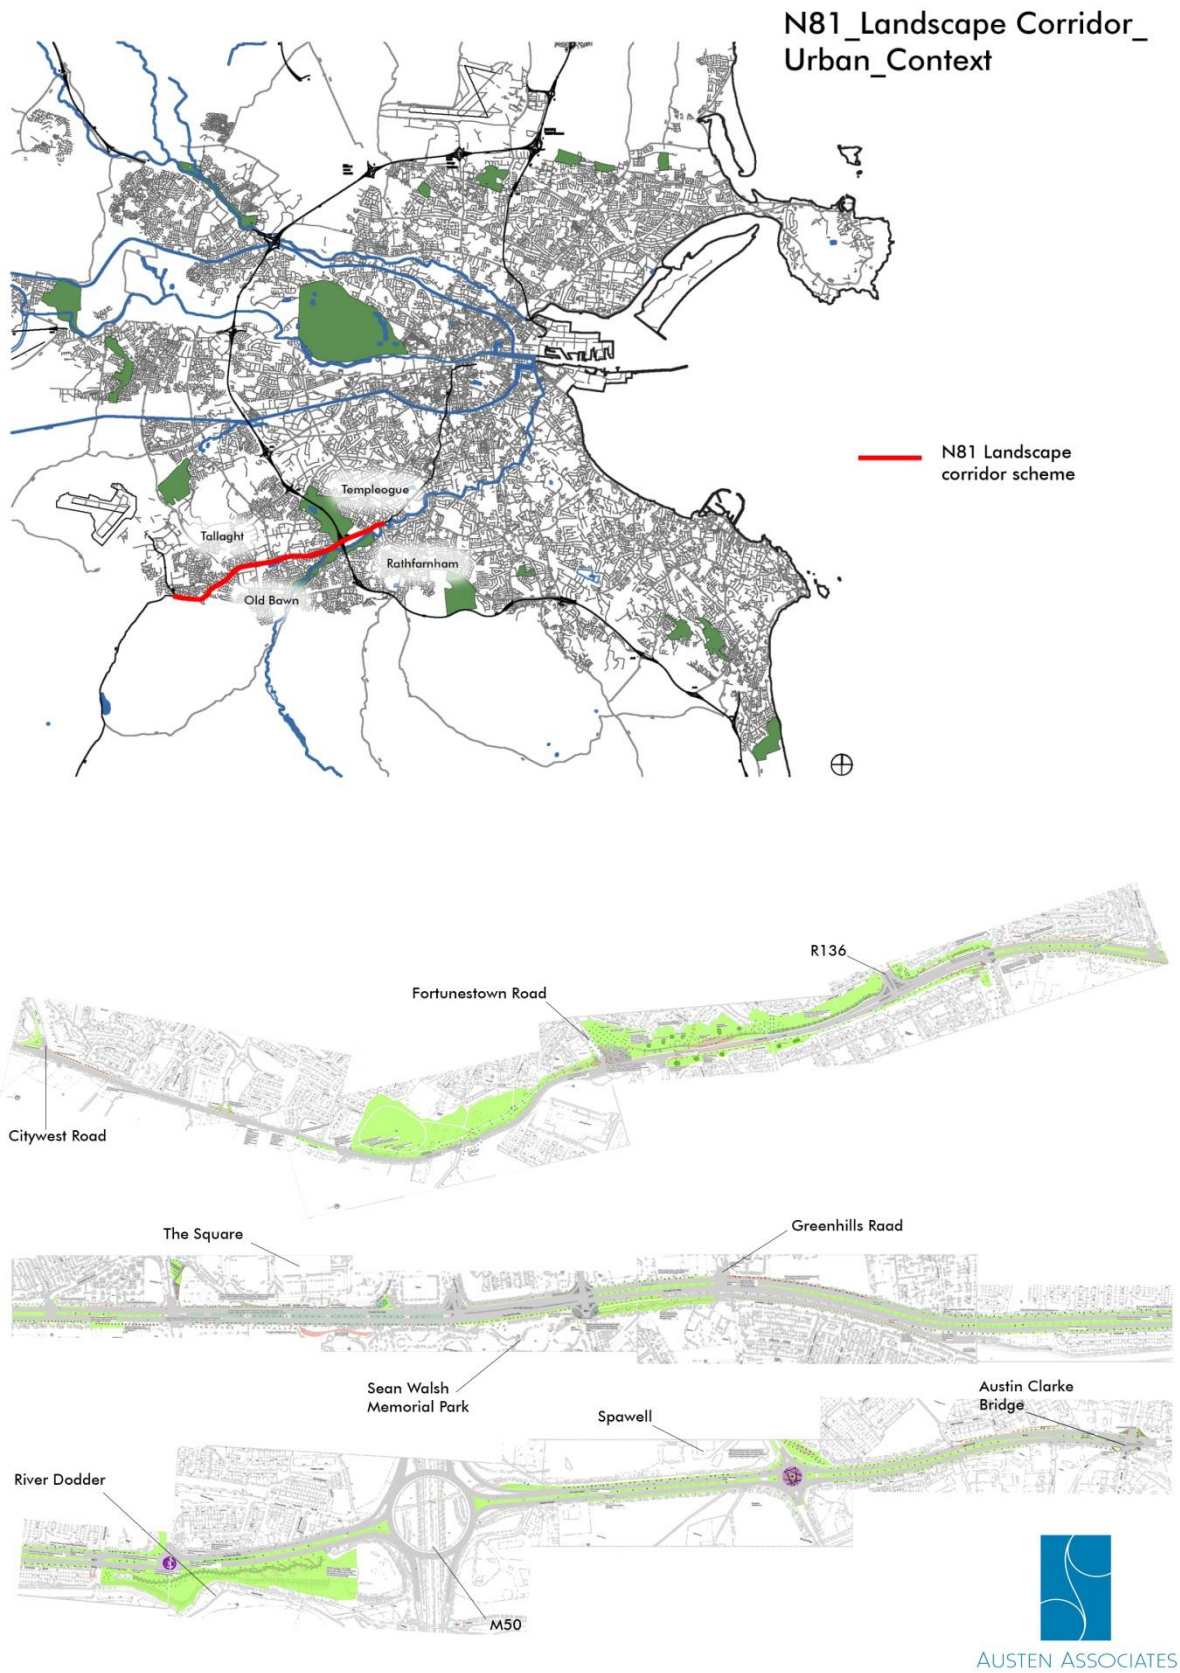 N81_Landscape Corridor_
Urban_Context
N81 Landscape
corridor scheme
Templeogue
Tallaght
Rathfarnham
Old Bawn
R136
Fortunestown Road
Citywest Road
The Square
Greenhills Raad
Sean Walsh
Memorial Park
Austin Clarke
Bridge
Spawell
River Dodder
M50
AUSTEN ASSOCIATES